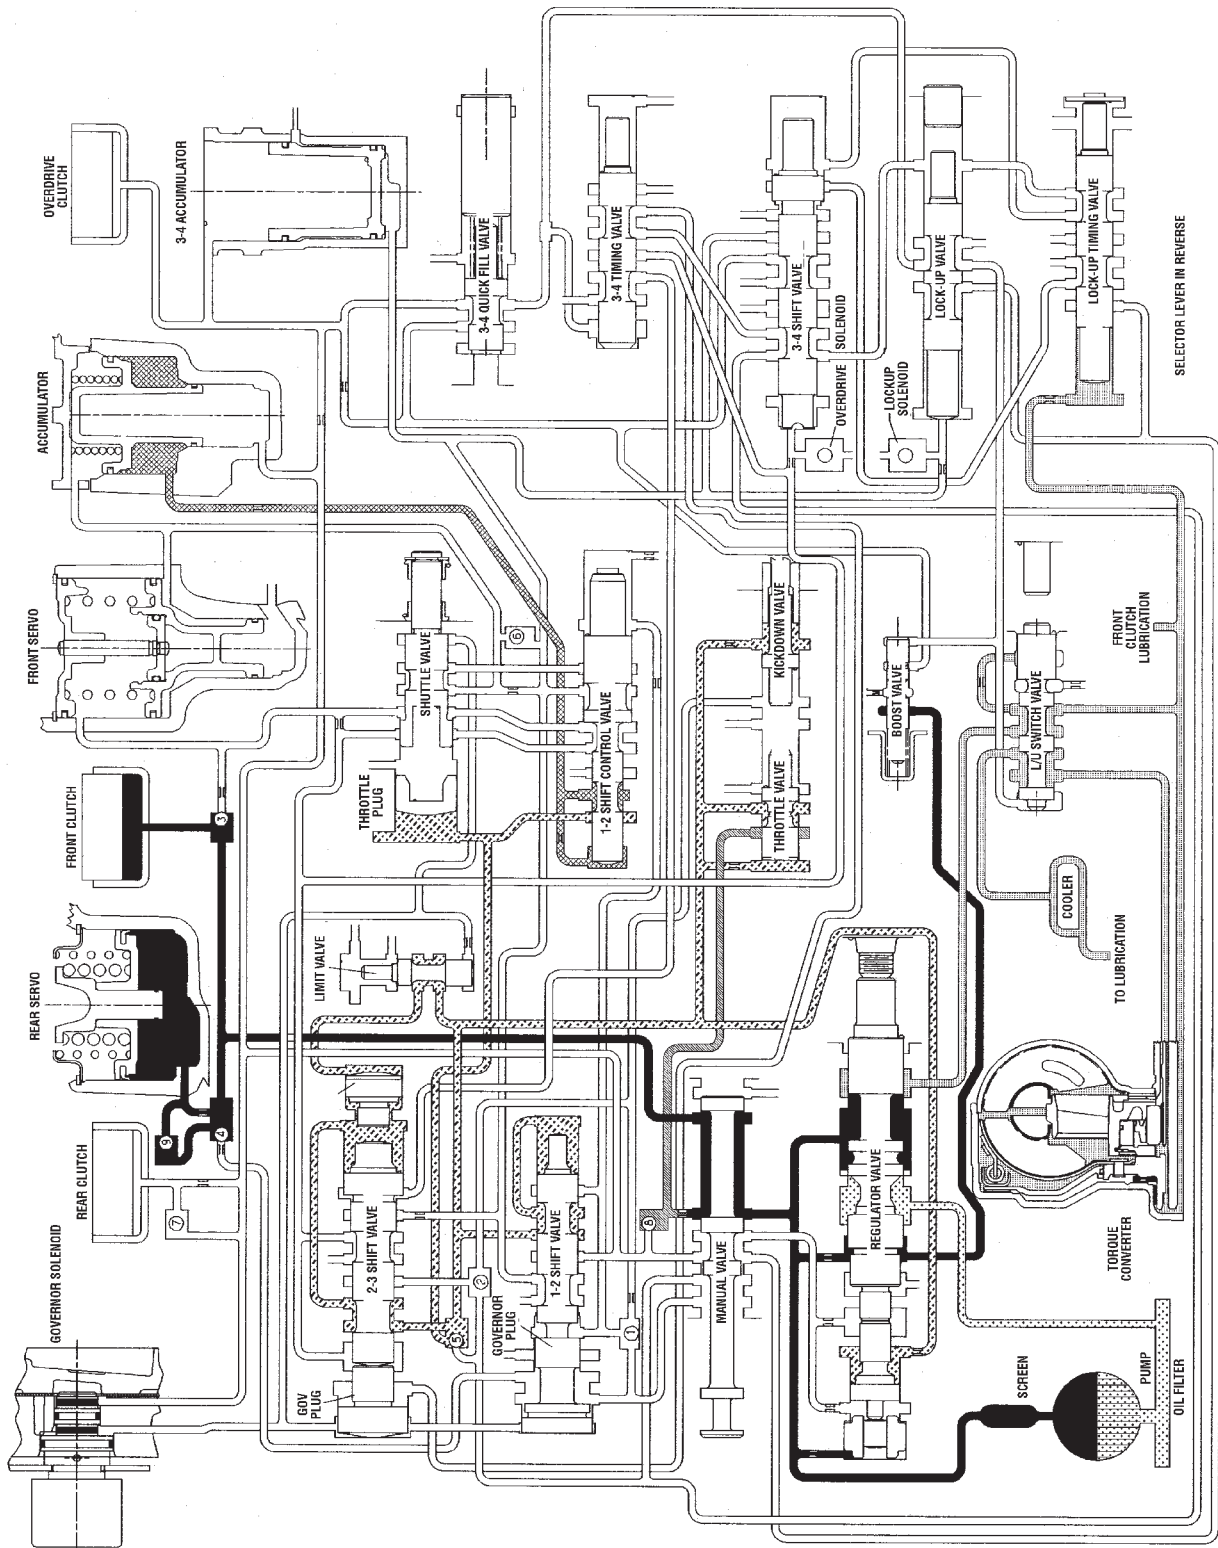 OVERDRIVE
CLUTCH
3-4 ACCUMULATOR
3-4 QUICK FILL VALVE
3-4 TIMING VALVE
3-4 SHIFT VALVE
OVERDRIVE SOLENOID
LOCK-UP VALVE
LOCK-UP TIMING VALVE
SELECTOR LEVER IN REVERSE
ACCUMULATOR
LOCKUP
SOLENOID
FRONT SERVO
SHUTTLE VALVE
6
THROTTLE
PLUG
1-2 SHIFT CONTROL VALVE
KICKDOWN VALVE
THROTTLE VALVE
BOOST VALVE
L/U SWITCH VALVE
FRONT
CLUTCH
LUBRICATION
FRONT CLUTCH
3
COOLER
TO LUBRICATION
REAR SERVO
LIMIT VALVE
9
4
REAR CLUTCH
7
2-3 SHIFT VALVE
2
1-2 SHIFT VALVE
8
MANUAL VALVE
REGULATOR VALVE
TORQUE
CONVERTER
GOVERNOR SOLENOID
GOV
PLUG
5
GOVERNOR
PLUG
1
SCREEN
PUMP
OIL FILTER